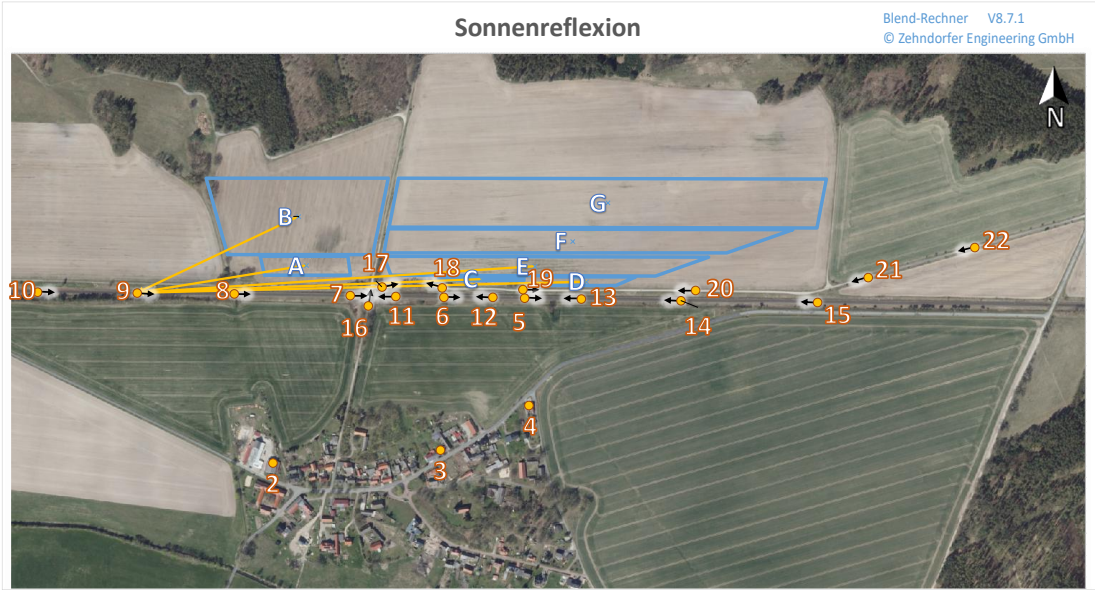 Sonnenreflexion
Blend-Rechner V8.7.1
© Zehndorfer Engineering GmbH
N
G
B
F
22
A
17
18
E
21
10
9
8
7
C
19
D
20
16
11
6
12
5
13
14
15
4
3
2